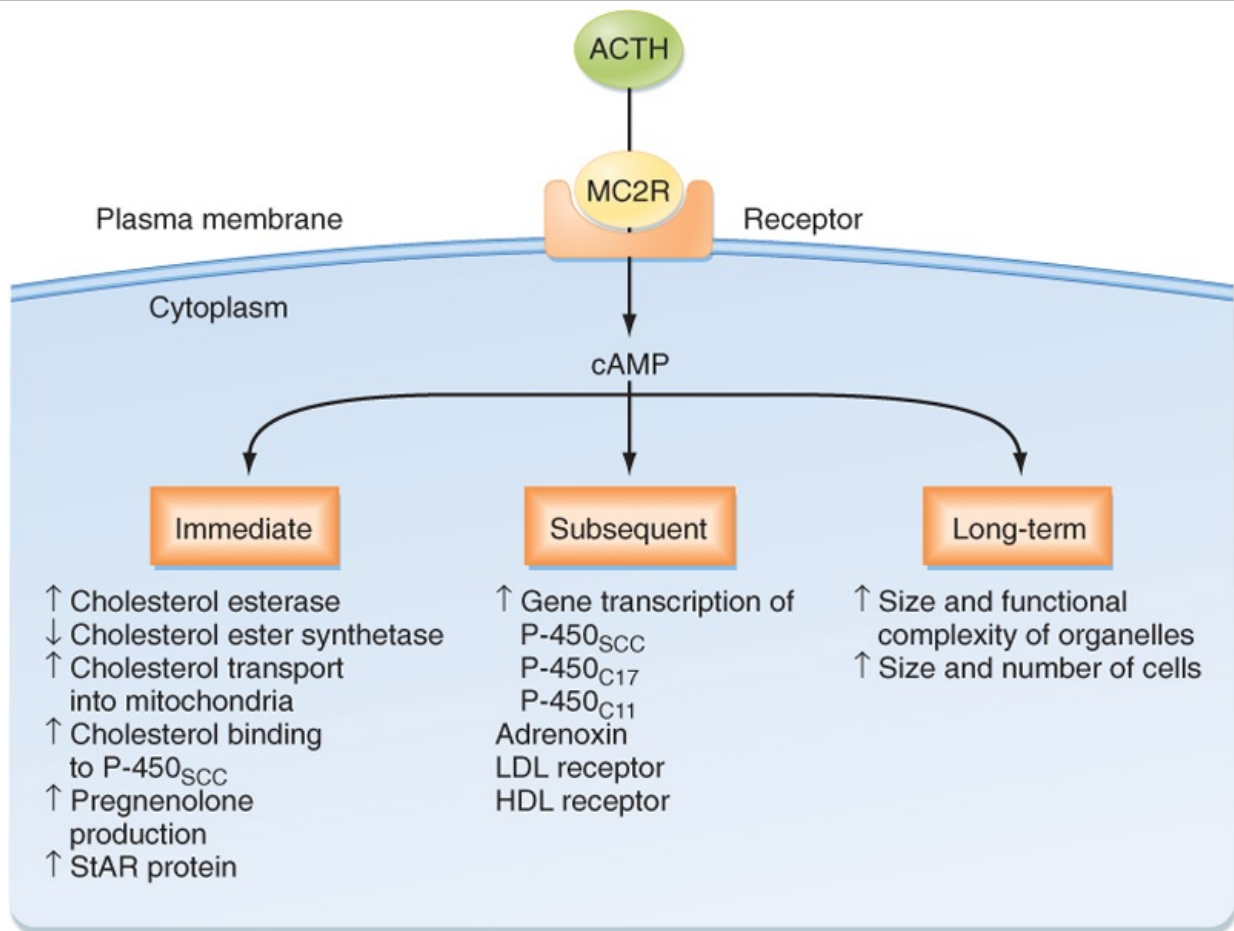 ACTH
MC2R
Plasma membrane
Receptor
Cytoplasm
cAMP
Immediate
↑ Cholesterol esterase
↓ Cholesterol ester synthetase
↑ Cholesterol transport
into mitochondria
↑ Cholesterol binding
to P-450SCC
↑ Pregnenolone
production
↑ StAR protein
Subsequent
↑ Gene transcription of
P-450SCC
P-450C17
P-450C11
Adrenoxin
LDL receptor
HDL receptor
Long-term
↑ Size and functional
complexity of organelles
↑ Size and number of cells